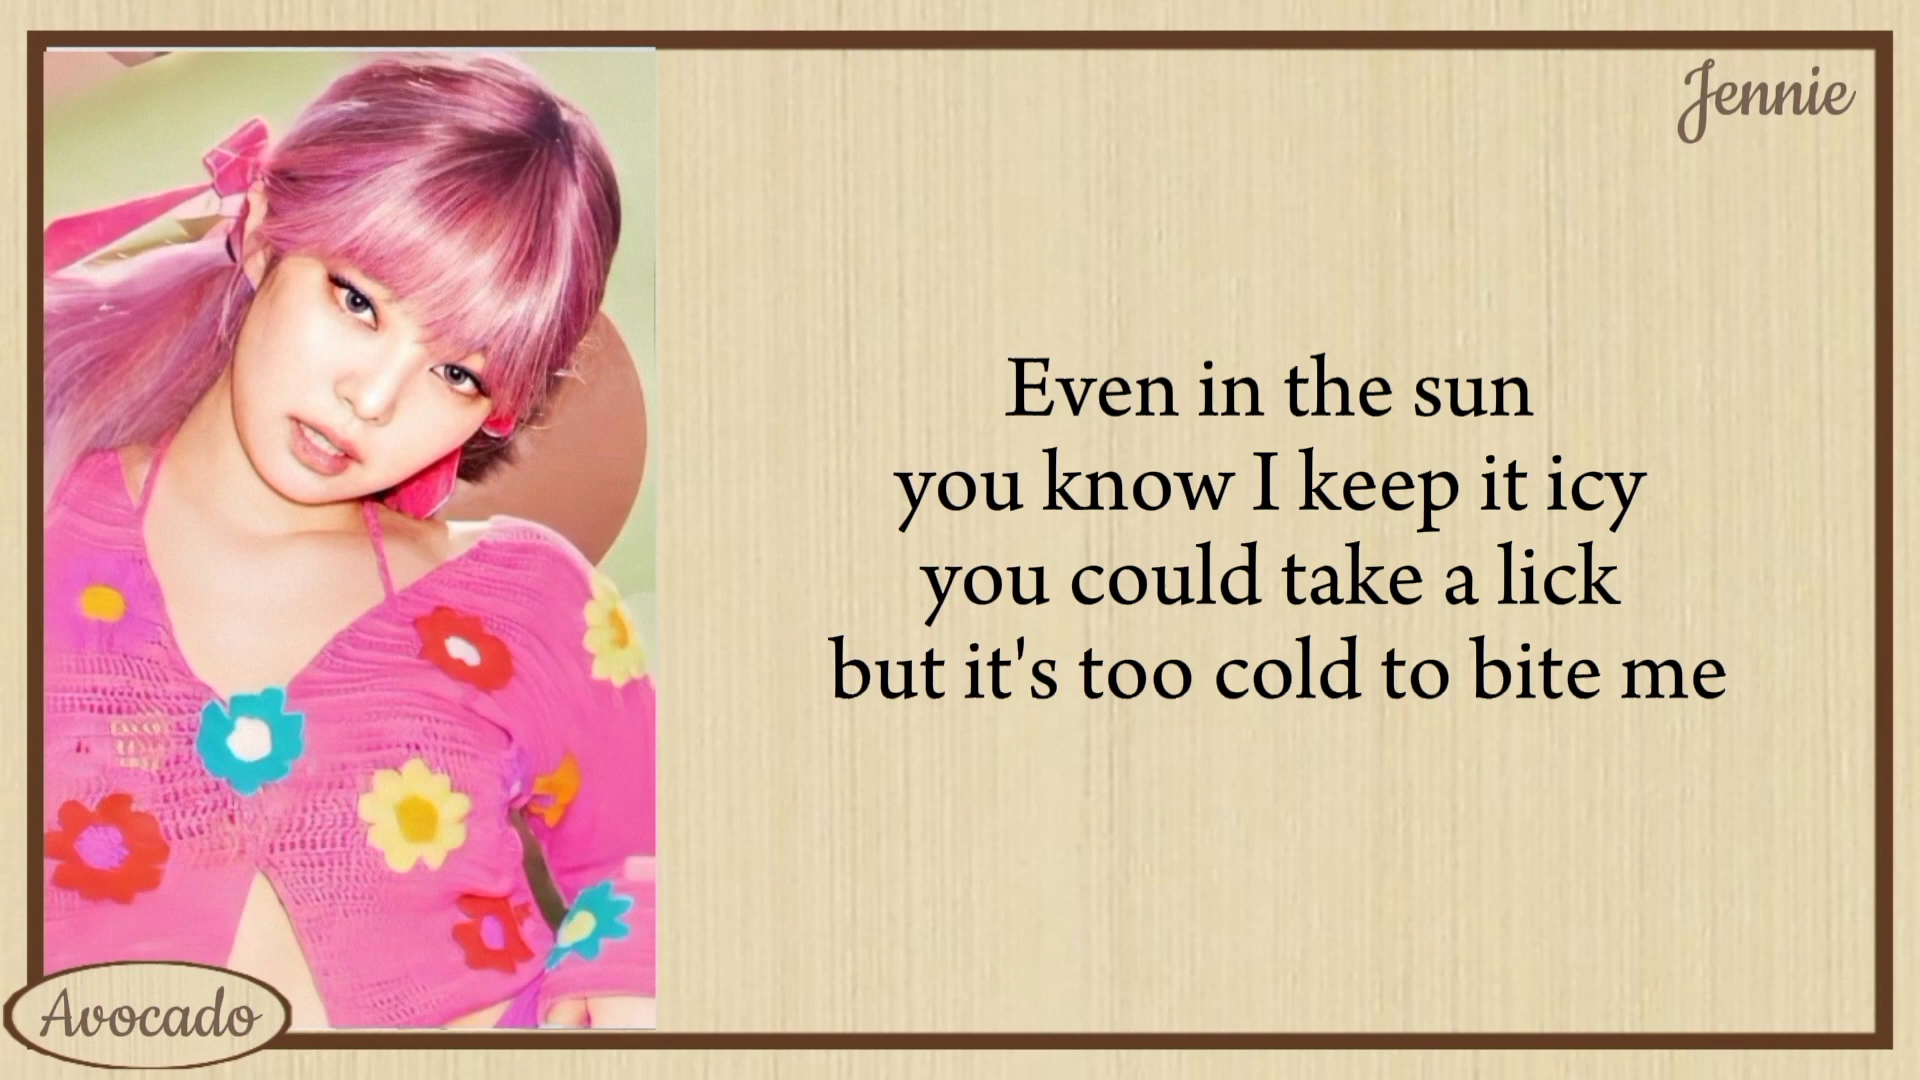 Jennie
Even in the sun
you know I keep it icy
you could take a lick
but it's too cold to bite me
Avocado